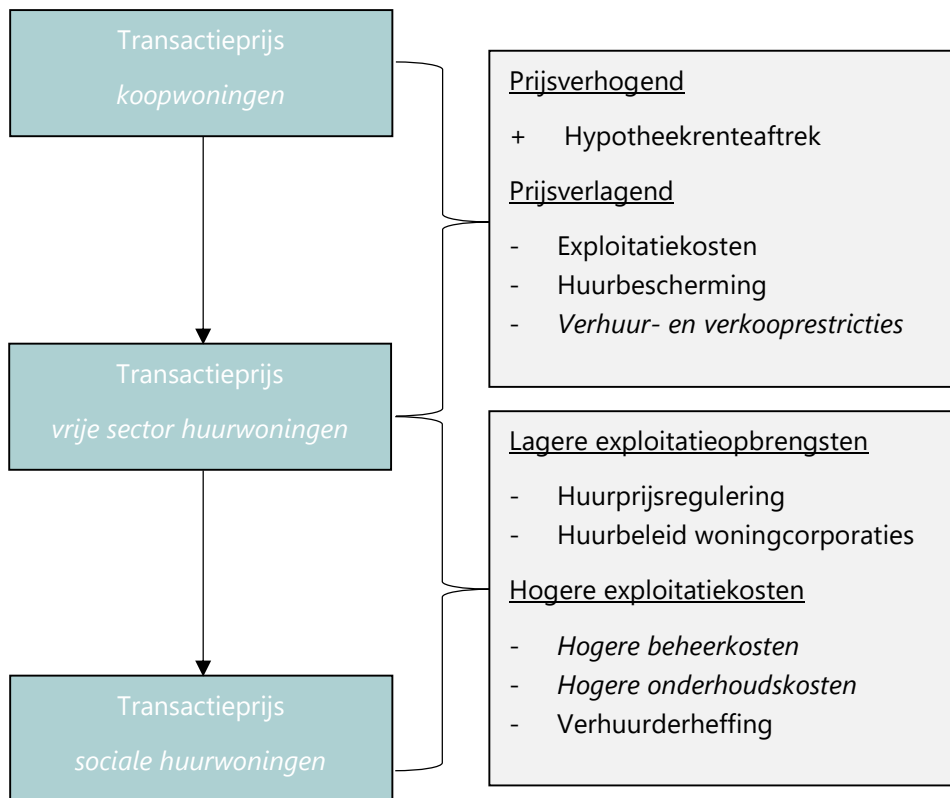 Transactieprijs
koopwoningen
Prijsverhogend
+ Hypotheekrenteaftrek
Prijsverlagend
- Exploitatiekosten
- Huurbescherming
- Verhuur- en verkooprestricties
Transactieprijs
vrije sector huurwoningen
Lagere exploitatieopbrengsten
- Huurprijsregulering
- Huurbeleid woningcorporaties
Hogere exploitatiekosten
- Hogere beheerkosten
- Hogere onderhoudskosten
- Verhuurderheffing
Transactieprijs
sociale huurwoningen